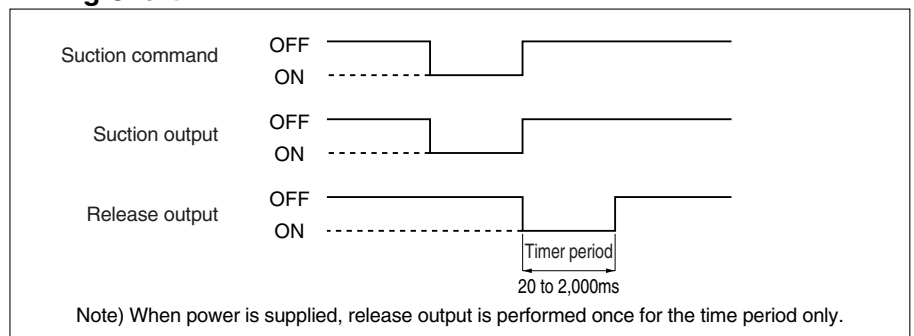 Suction command OFF
ON
Suction output OFF
ON
Release output OFF
ON
Timer period
20 to 2,000ms
Note) When power is supplied, release output is performed once for the time period only.